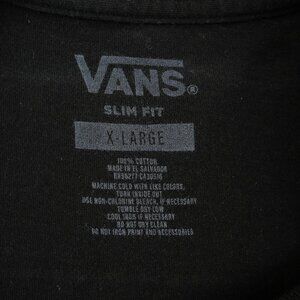 VANS®
SLIM FIT
X-LARGE
100% COTTON
MADE IN EL SALVADOR
MACHINE COLD WITH LIKE COLORS,
TURN INSIDE OUT
USE NON-CHLORINE BLEACH, IF NECESSARY
TUMBLE DRY LOW
COOL IRON IF NECESSARY
DO NOT DRY CLEAN
DO NOT IRON PRINT AND ACCESSORIES